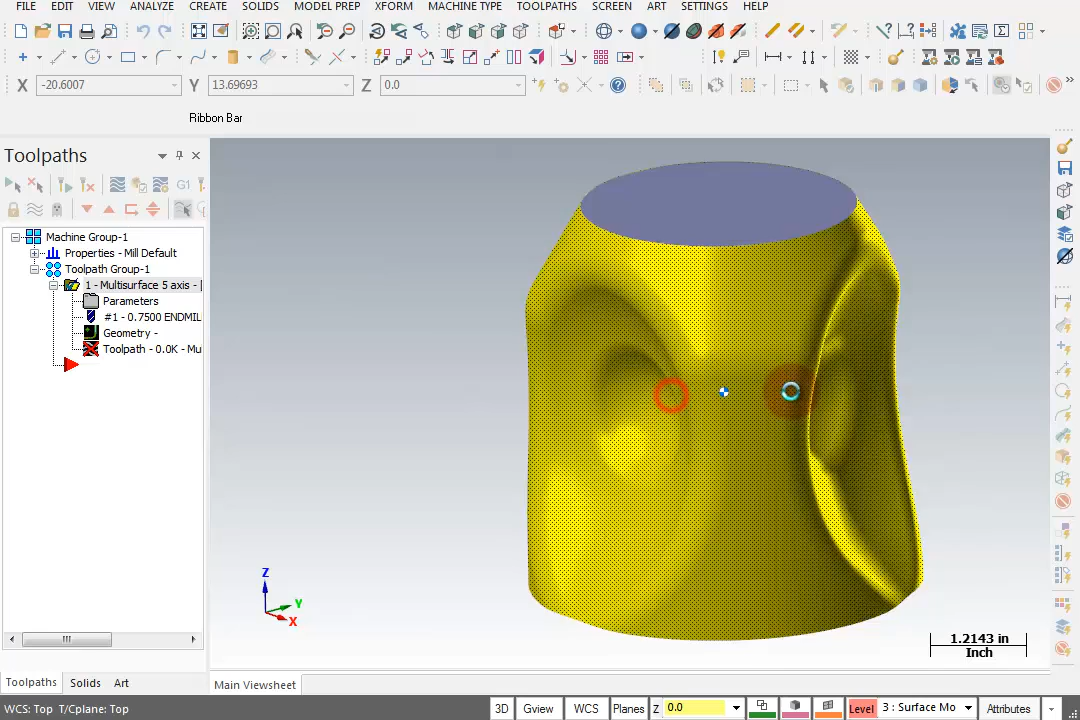 FILE EDIT VIEW ANALYZE CREATE SOLIDS MODEL PREP XFORM MACHINE TYPE TOOLPATHS SCREEN ART SETTINGS HELP
X -20.6007 Y 13.69693 Z 0.0
Ribbon Bar
Toolpaths
G1
Machine Group-1
Properties - Mill Default
Toolpath Group-1
1 - Multisurface 5 axis -
Parameters
#1 - 0.7500 ENDMIL
Geometry -
Toolpath - 0.0K - Mu
Z
Y
X
1.2143 in
Inch
Toolpaths Solids Art
Main Viewsheet
WCS: Top T/Cplane: Top 3D Gview WCS Planes Z 0.0 Level 3 : Surface Mo Attributes